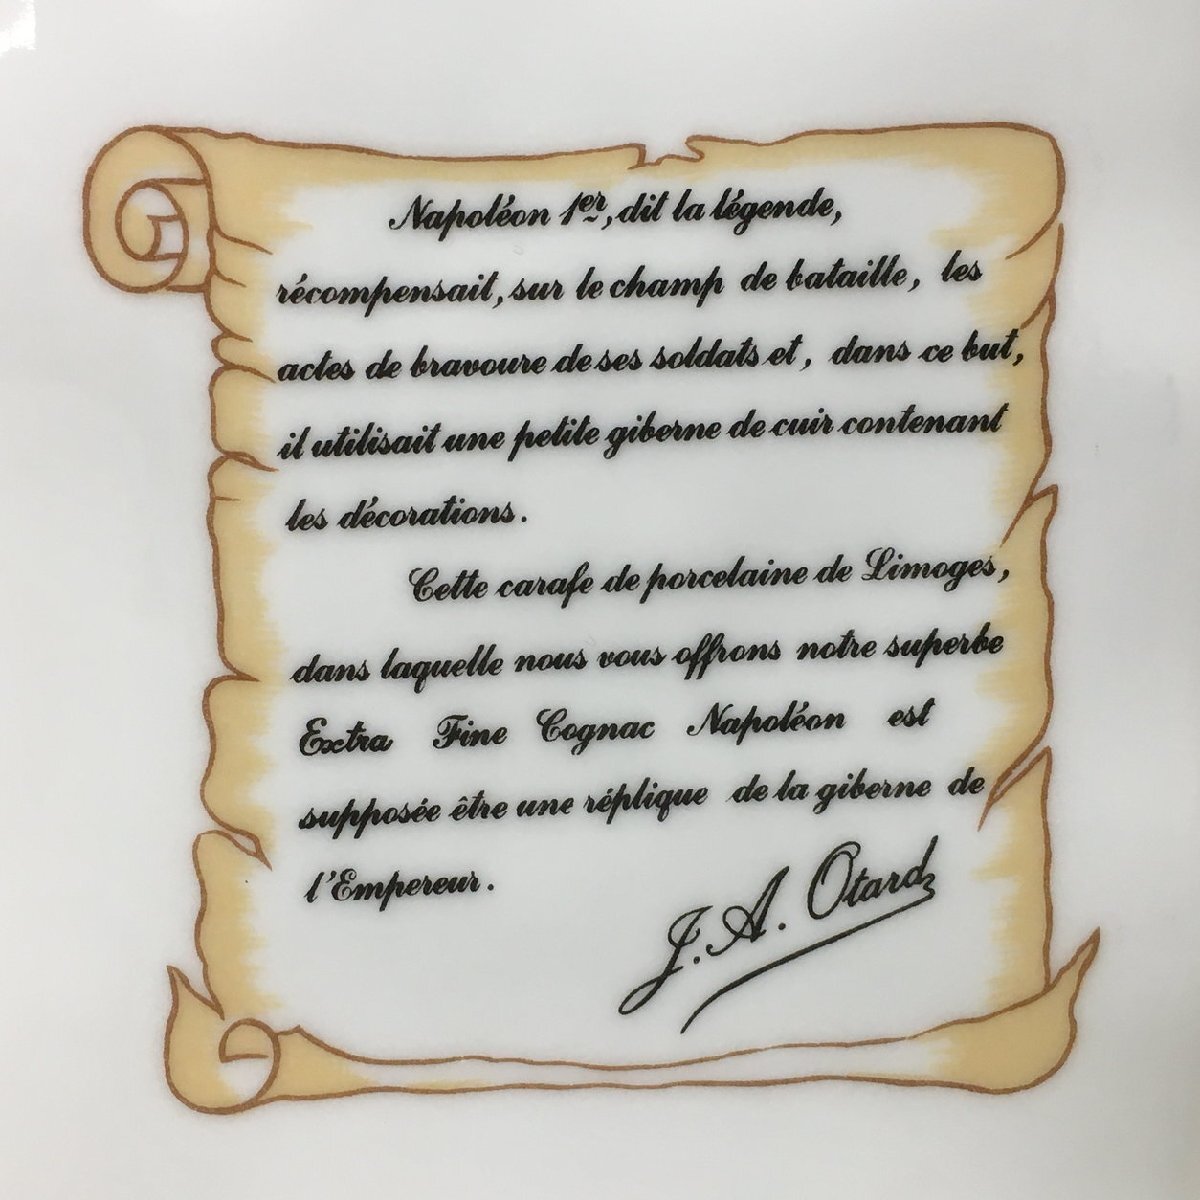 Napoléon 1er, dit la légende,
récompensait, sur le champ de bataille, les
actes de bravoure de ses soldats et, dans ce but,
il utilisait une petite giberne de cuir contenant
les décorations.
Cette carafe de porcelaine de Limoges,
dans laquelle nous vous offrons notre superbe
Extra Fine Cognac Napoléon est
supposée être une réplique de la giberne de
l'Empereur.
J. A. Otard